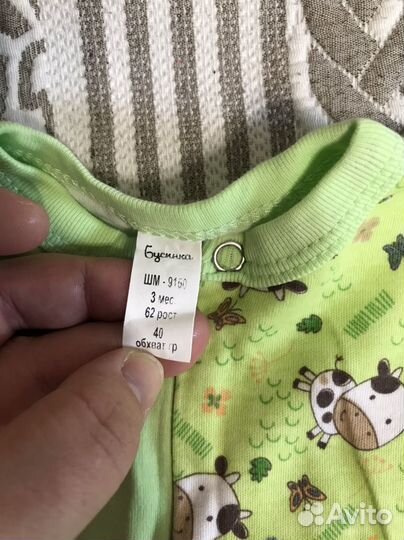 Бусинка
ШМ - 9160
3 мес
62 рост
40
обхват гр
Avito